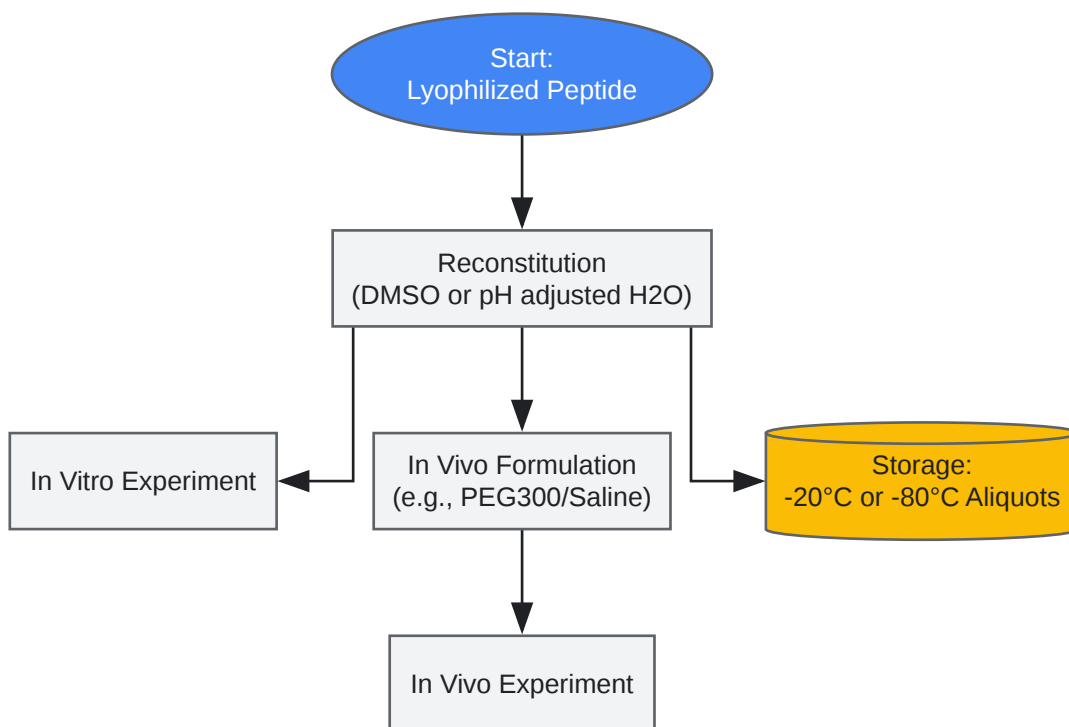 Start:
Lyophilized Peptide
Reconstitution
(DMSO or pH adjusted H2O)
In Vitro Experiment
In Vivo Formulation
(e.g., PEG300/Saline)
Storage:
-20°C or -80°C Aliquots
In Vivo Experiment